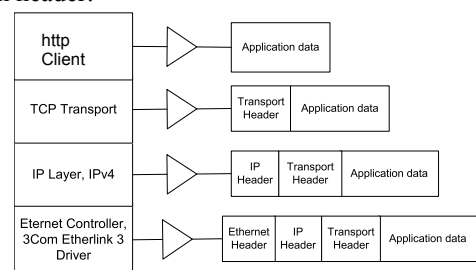 http
Client
Application data
TCP Transport
Transport
Header
Application data
IP Layer, IPv4
IP
Header
Transport
Header
Application data
Eternet Controller,
3Com Etherlink 3
Driver
Ethernet
Header
IP
Header
Transport
Header
Application data